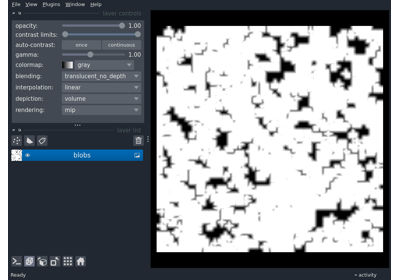 File View Plugins Window Help
layer controls
opacity: 1.00
contrast limits:
auto-contrast: once continuous
gamma: 1.00
colormap: gray
blending: translucent_no_depth
interpolation: linear
depiction: volume
rendering: mip
layer list
blobs
Ready
activity